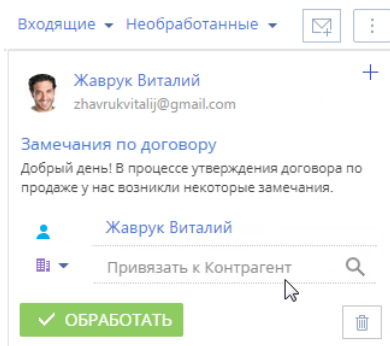 Входящие Необработанные
Жаврук Виталий
zhavrukvitalij@gmail.com
Замечания по договору
Добрый день! В процессе утверждения договора по
продаже у нас возникли некоторые замечания.
Жаврук Виталий
Привязать к Контрагент
ОБРАБОТАТЬ